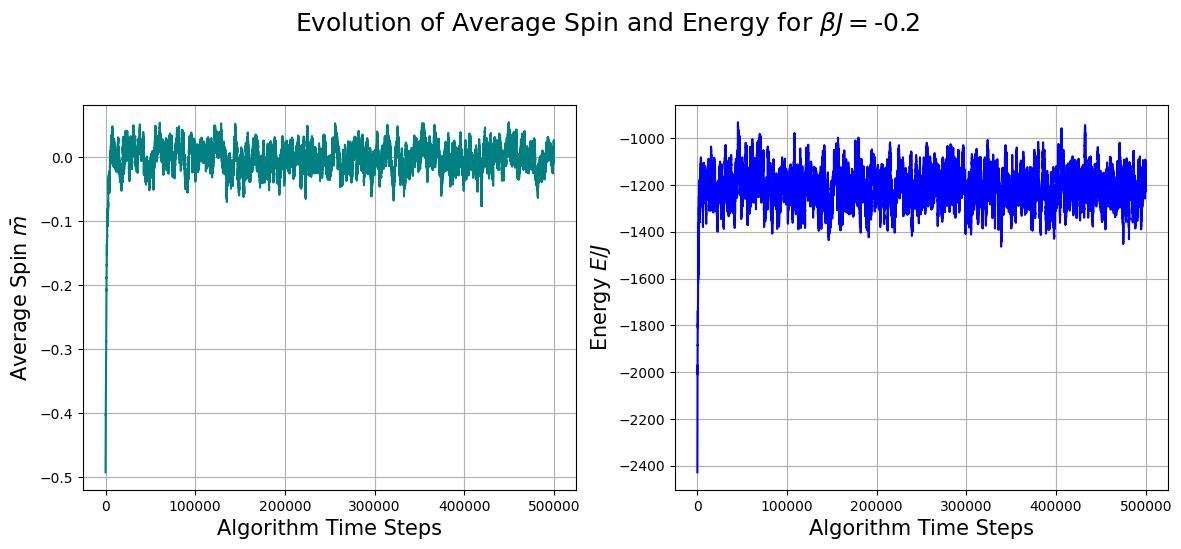 Evolution of Average Spin and Energy for βJ = -0.2
Average Spin m̄
0.0
−0.1
−0.2
−0.3
−0.4
−0.5
0 100000 200000 300000 400000 500000
Algorithm Time Steps
Energy E/J
−1000
−1200
−1400
−1600
−1800
−2000
−2200
−2400
0 100000 200000 300000 400000 500000
Algorithm Time Steps